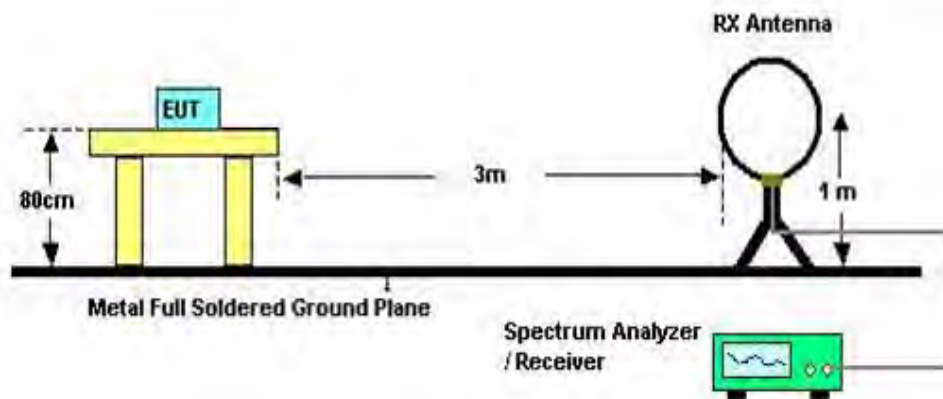 RX Antenna
EUT
3m
80cm
1 m
Metal Full Soldered Ground Plane
Spectrum Analyzer
/ Receiver